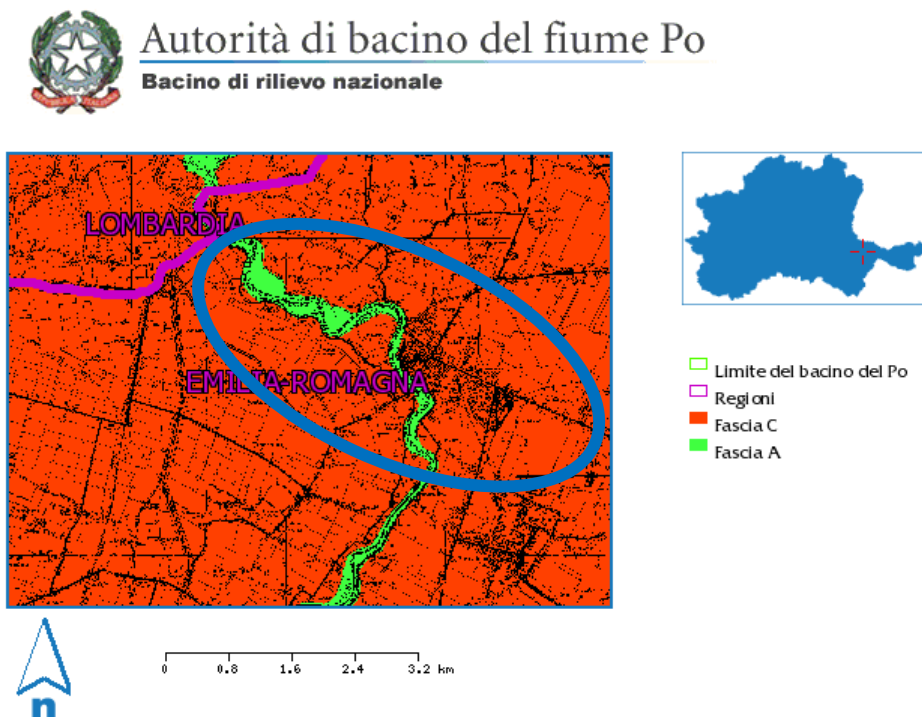 Autorità di bacino del fiume Po
Bacino di rilievo nazionale
LOMBARDIA
EMILIA-ROMAGNA
Limite del bacino del Po
Regioni
Fascia C
Fascia A
0 0.8 1.6 2.4 3.2 km
n